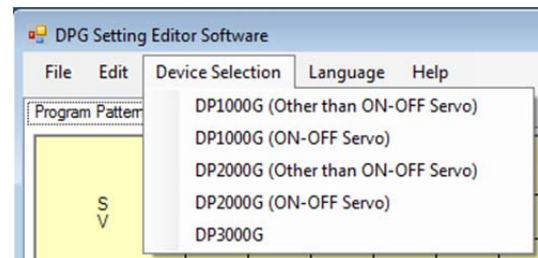 DPG Setting Editor Software
File Edit Device Selection Language Help
Program Pattern
DP1000G (Other than ON-OFF Servo)
DP1000G (ON-OFF Servo)
DP2000G (Other than ON-OFF Servo)
DP2000G (ON-OFF Servo)
DP3000G
S
V